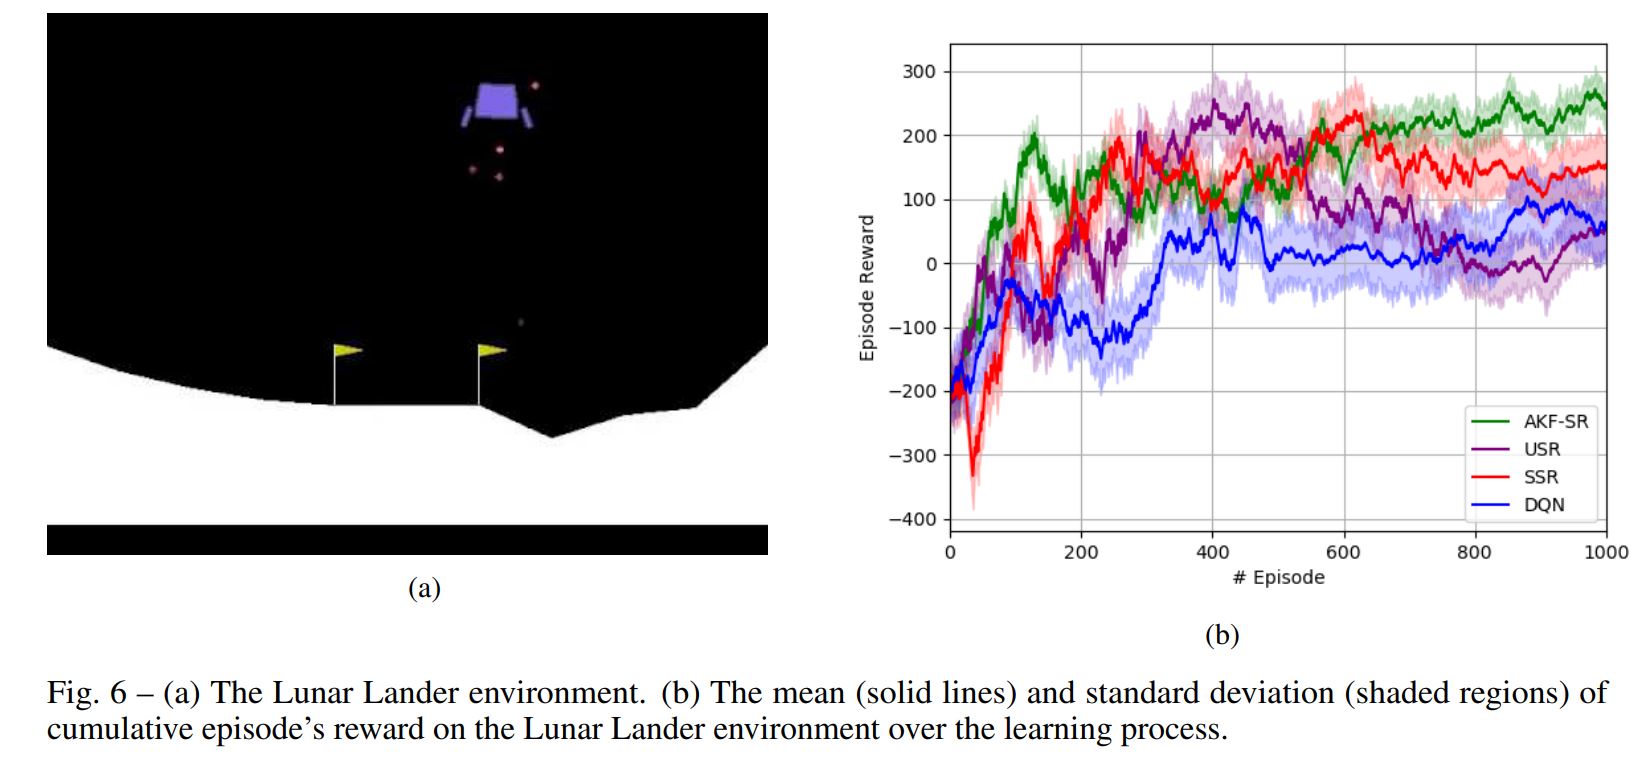 300
200
100
0
−100
−200
−300
−400
Episode Reward
AKF-SR
USR
SSR
DQN
0 200 400 600 800 1000
# Episode
(a)
(b)
Fig. 6 – (a) The Lunar Lander environment. (b) The mean (solid lines) and standard deviation (shaded regions) of
cumulative episode’s reward on the Lunar Lander environment over the learning process.